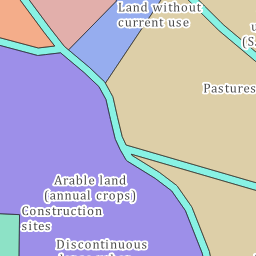 Land without
current use
u
(S.
Pastures
Arable land
(annual crops)
Construction
sites
Discontinuous